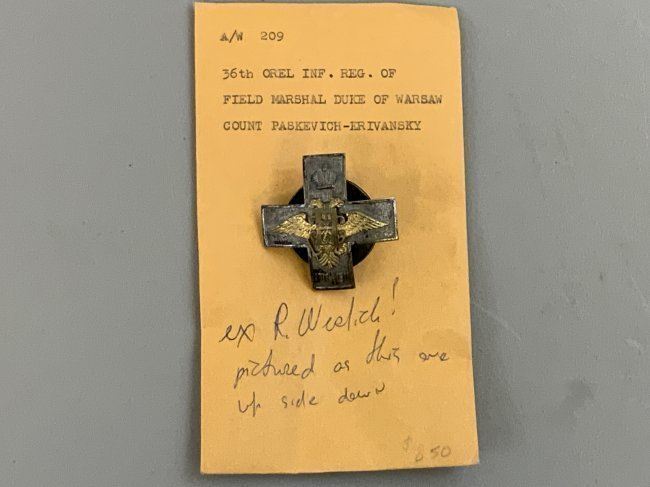 A/W 209
36th OREL INF. REG. OF
FIELD MARSHAL DUKE OF WARSAW
COUNT PASKEVICH-ERIVANSKY
ex R. Werlich!
pictured as this one
up side down
$ 850